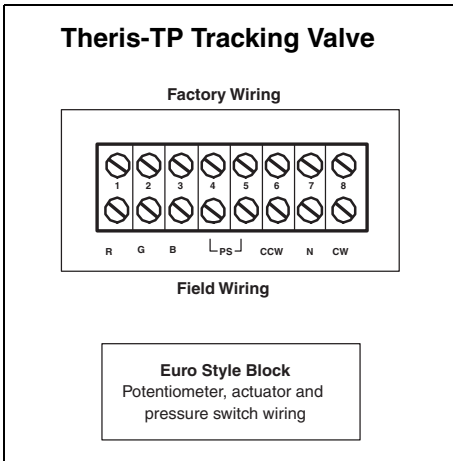 Theris-TP Tracking Valve
Factory Wiring
1 2 3 4 5 6 7 8
R G B PS CCW N CW
Field Wiring
Euro Style Block
Potentiometer, actuator and
pressure switch wiring